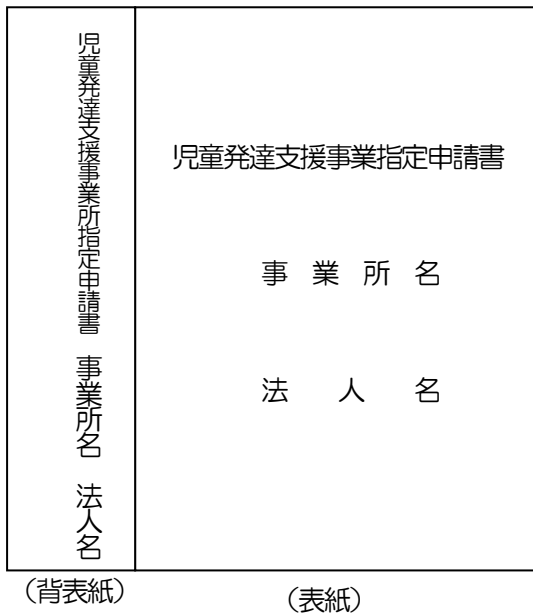 児童発達支援事業所指定申請書 事業所名 法人名
児童発達支援事業指定申請書
事業所名
法人名
(背表紙)
(表紙)